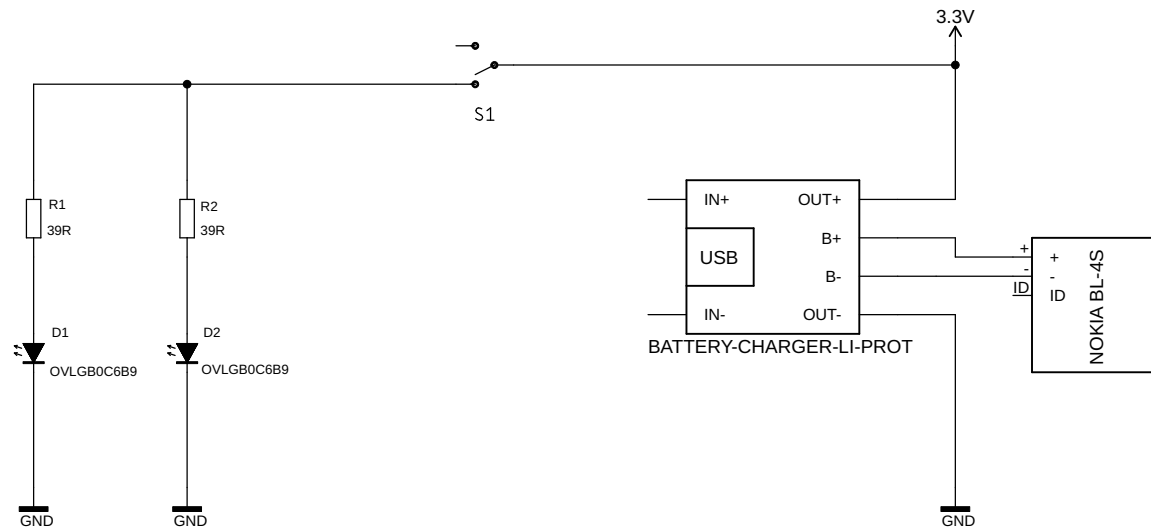 3.3V
S1
R1
39R
R2
39R
IN+
OUT+
B+
USB
B-
IN-
OUT-
BATTERY-CHARGER-LI-PROT
+
-
ID
+
-
ID
NOKIA BL-4S
D1
OVLGB0C6B9
D2
OVLGB0C6B9
GND
GND
GND